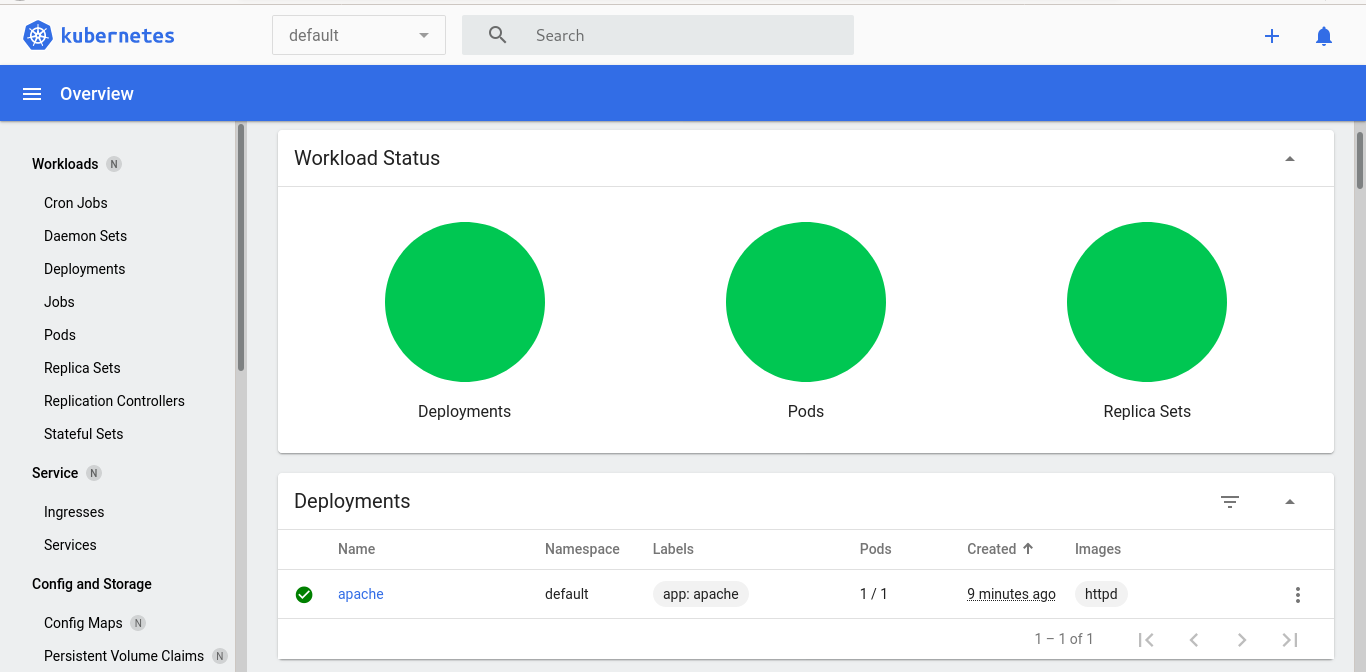 kubernetes
default
Search
Overview
Workloads N
Cron Jobs
Daemon Sets
Deployments
Jobs
Pods
Replica Sets
Replication Controllers
Stateful Sets
Service N
Ingresses
Services
Config and Storage
Config Maps N
Persistent Volume Claims N
Workload Status
Deployments Pods Replica Sets
Deployments
Name Namespace Labels Pods Created Images
apache default app: apache 1 / 1 9 minutes ago httpd
1 – 1 of 1